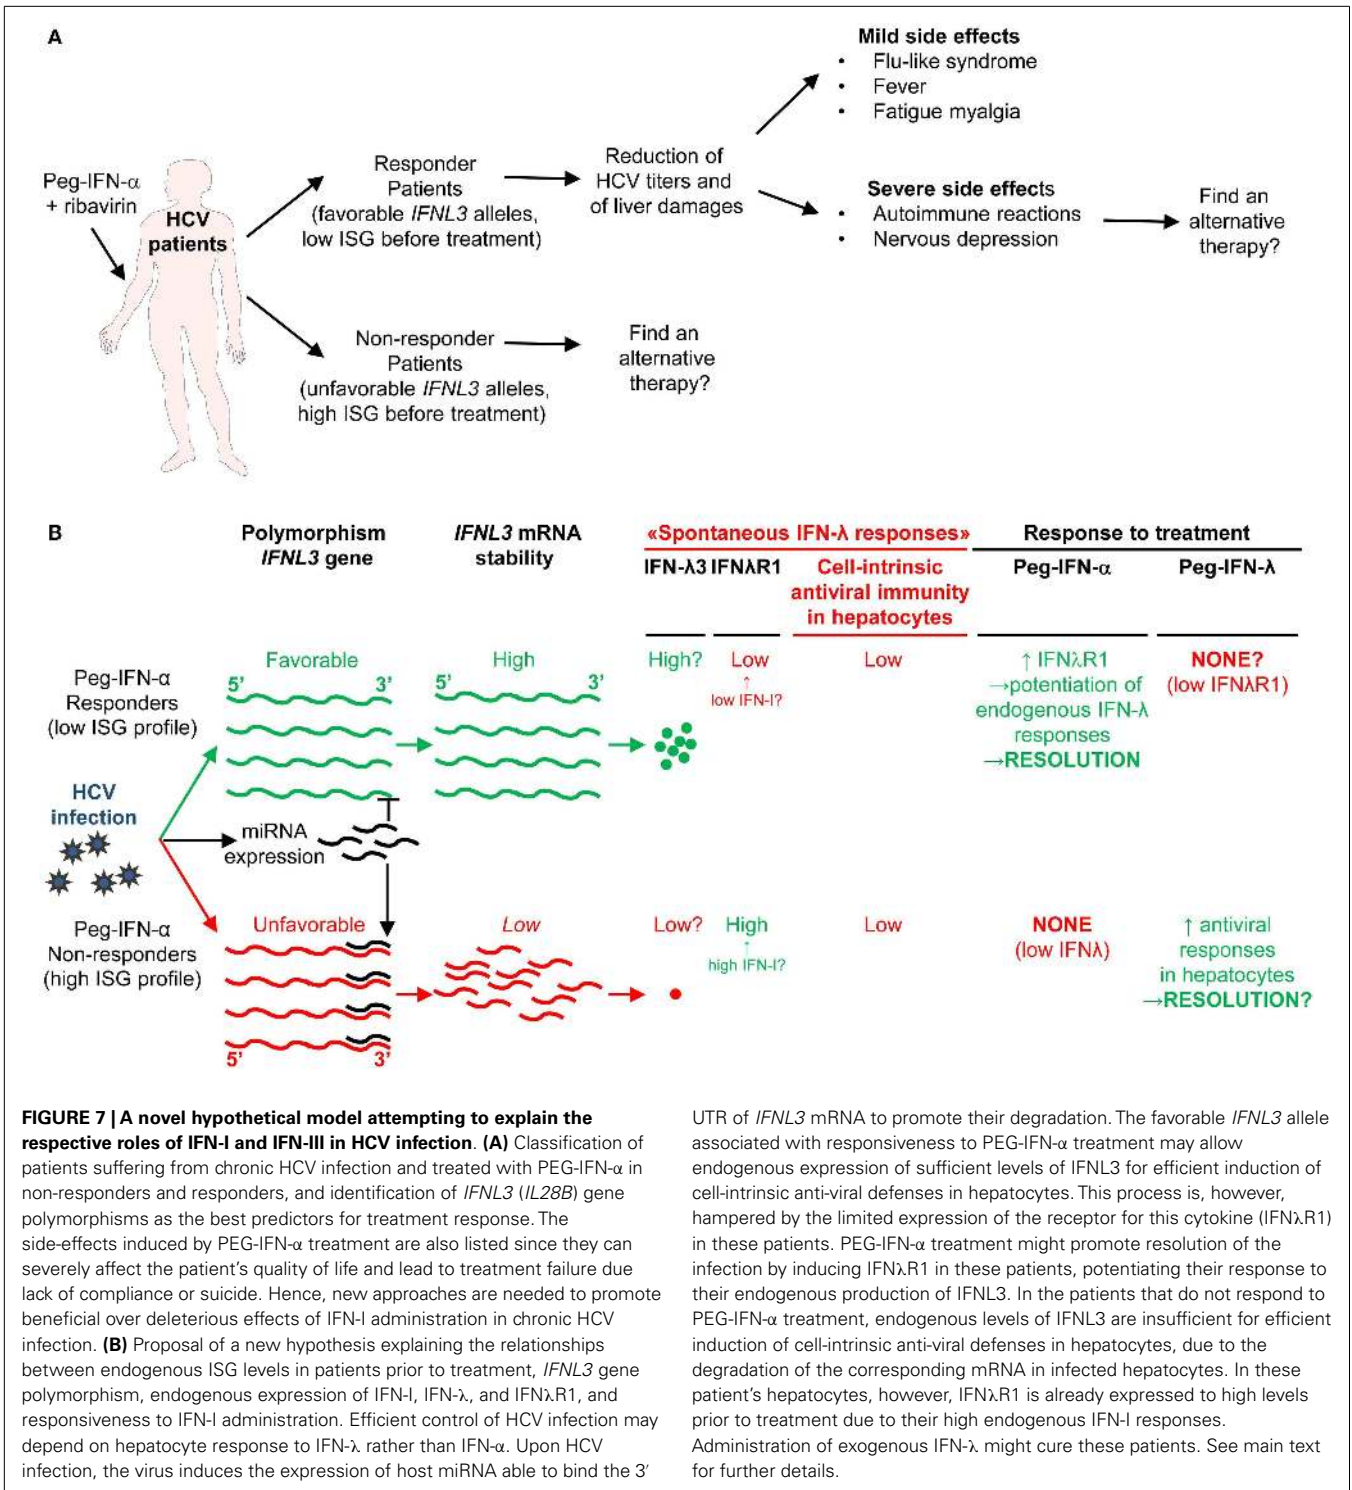 A
Peg-IFN-α
+ ribavirin
HCV
patients
Responder
Patients
(favorable IFNL3 alleles,
low ISG before treatment)
Reduction of
HCV titers and
of liver damages
Mild side effects
• Flu-like syndrome
• Fever
• Fatigue myalgia
Severe side effects
• Autoimmune reactions
• Nervous depression
Find an
alternative
therapy?
Non-responder
Patients
(unfavorable IFNL3 alleles,
high ISG before treatment)
Find an
alternative
therapy?
B
Polymorphism
IFNL3 gene
IFNL3 mRNA
stability
«Spontaneous IFN-λ responses»
Response to treatment
IFN-λ3
IFNλR1
Cell-intrinsic
antiviral immunity
in hepatocytes
Peg-IFN-α
Peg-IFN-λ
Peg-IFN-α
Responders
(low ISG profile)
Favorable
5' 3'
High
5' 3'
High?
Low
↑
low IFN-I?
Low
↑ IFNλR1
→potentiation of
endogenous IFN-λ
responses
→RESOLUTION
NONE?
(low IFNλR1)
HCV
infection
miRNA
expression
Peg-IFN-α
Non-responders
(high ISG profile)
Unfavorable
5' 3'
Low
Low?
High
↑
high IFN-I?
Low
NONE
(low IFNλ)
↑ antiviral
responses
in hepatocytes
→RESOLUTION?
FIGURE 7 | A novel hypothetical model attempting to explain the
respective roles of IFN-I and IFN-III in HCV infection. (A) Classification of
patients suffering from chronic HCV infection and treated with PEG-IFN-α in
non-responders and responders, and identification of IFNL3 (IL28B) gene
polymorphisms as the best predictors for treatment response. The
side-effects induced by PEG-IFN-α treatment are also listed since they can
severely affect the patient's quality of life and lead to treatment failure due
lack of compliance or suicide. Hence, new approaches are needed to promote
beneficial over deleterious effects of IFN-I administration in chronic HCV
infection. (B) Proposal of a new hypothesis explaining the relationships
between endogenous ISG levels in patients prior to treatment, IFNL3 gene
polymorphism, endogenous expression of IFN-I, IFN-λ, and IFNλR1, and
responsiveness to IFN-I administration. Efficient control of HCV infection may
depend on hepatocyte response to IFN-λ rather than IFN-α. Upon HCV
infection, the virus induces the expression of host miRNA able to bind the 3′
UTR of IFNL3 mRNA to promote their degradation. The favorable IFNL3 allele
associated with responsiveness to PEG-IFN-α treatment may allow
endogenous expression of sufficient levels of IFNL3 for efficient induction of
cell-intrinsic anti-viral defenses in hepatocytes. This process is, however,
hampered by the limited expression of the receptor for this cytokine (IFNλR1)
in these patients. PEG-IFN-α treatment might promote resolution of the
infection by inducing IFNλR1 in these patients, potentiating their response to
their endogenous production of IFNL3. In the patients that do not respond to
PEG-IFN-α treatment, endogenous levels of IFNL3 are insufficient for efficient
induction of cell-intrinsic anti-viral defenses in hepatocytes, due to the
degradation of the corresponding mRNA in infected hepatocytes. In these
patient's hepatocytes, however, IFNλR1 is already expressed to high levels
prior to treatment due to their high endogenous IFN-I responses.
Administration of exogenous IFN-λ might cure these patients. See main text
for further details.